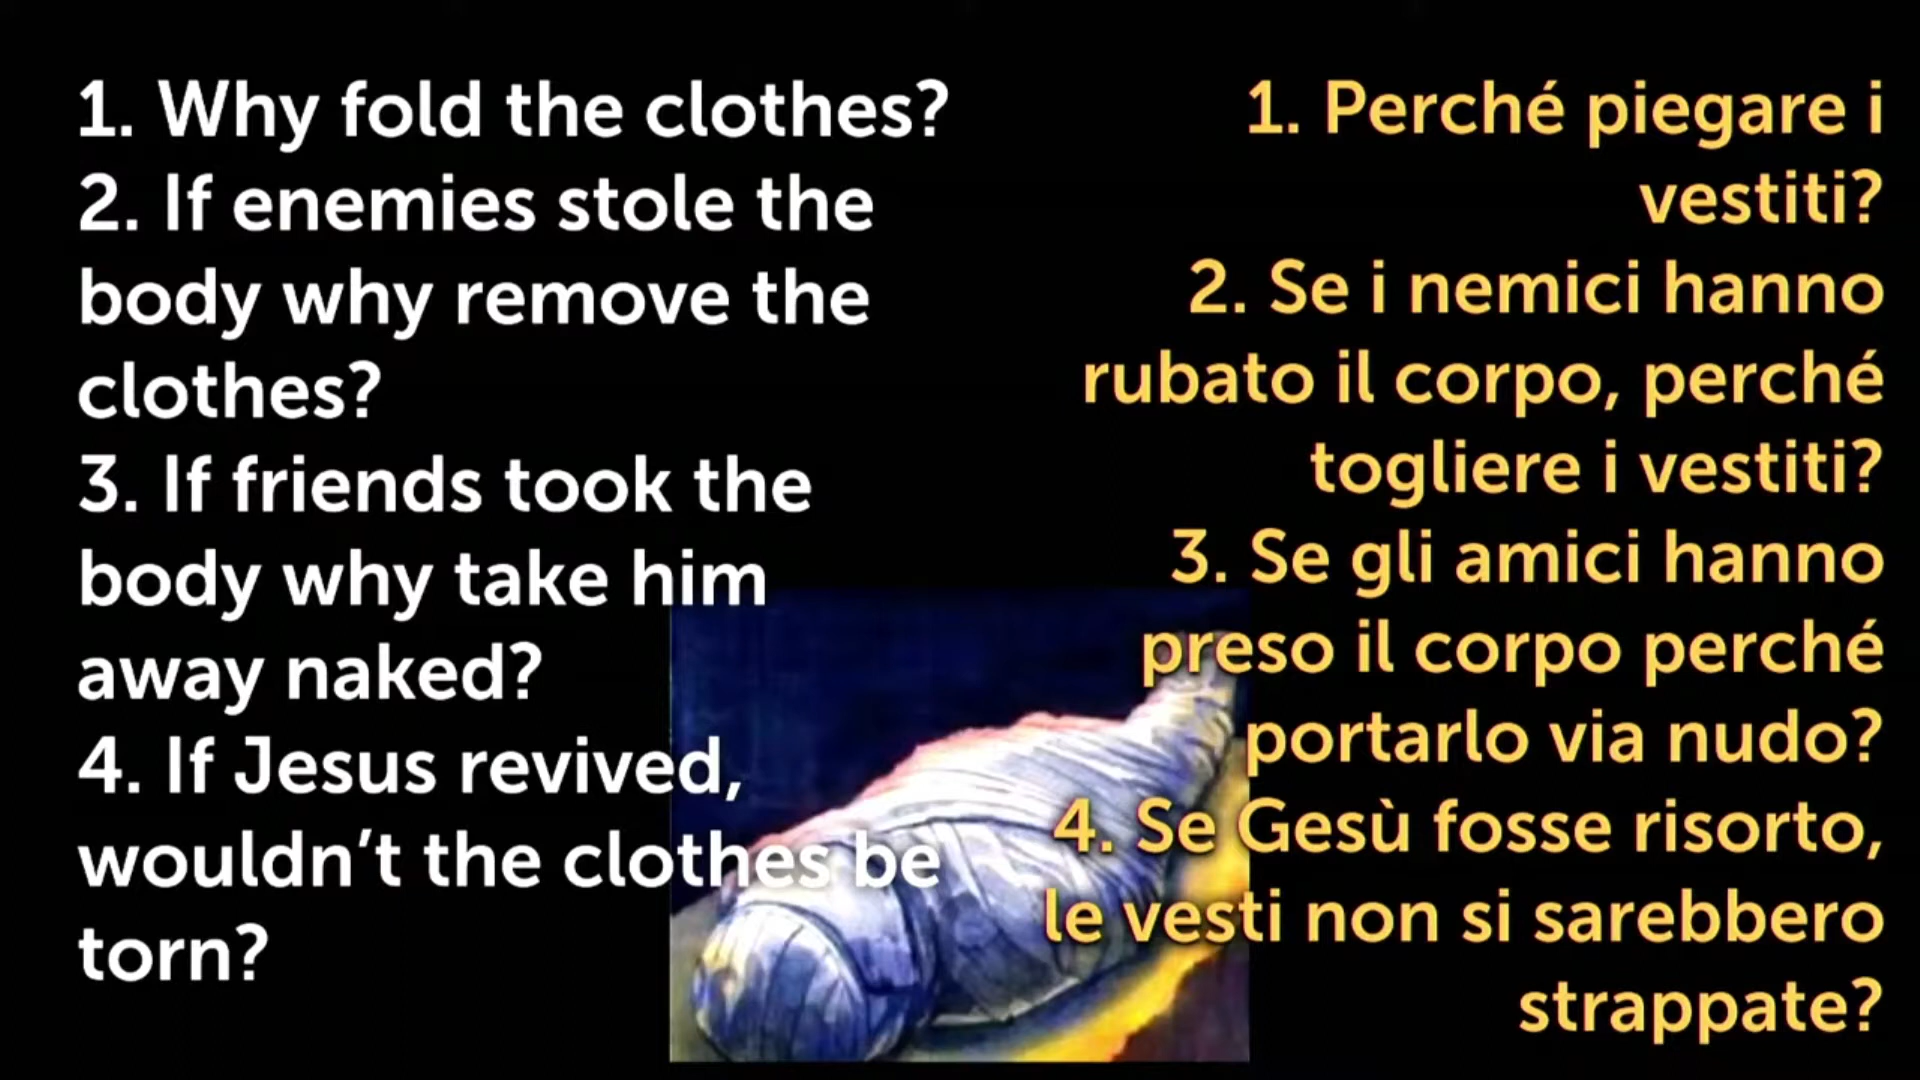 1. Why fold the clothes?
2. If enemies stole the
body why remove the
clothes?
3. If friends took the
body why take him
away naked?
4. If Jesus revived,
wouldn’t the clothes be
torn?
1. Perché piegare i
vestiti?
2. Se i nemici hanno
rubato il corpo, perché
togliere i vestiti?
3. Se gli amici hanno
preso il corpo perché
portarlo via nudo?
4. Se Gesù fosse risorto,
le vesti non si sarebbero
strappate?